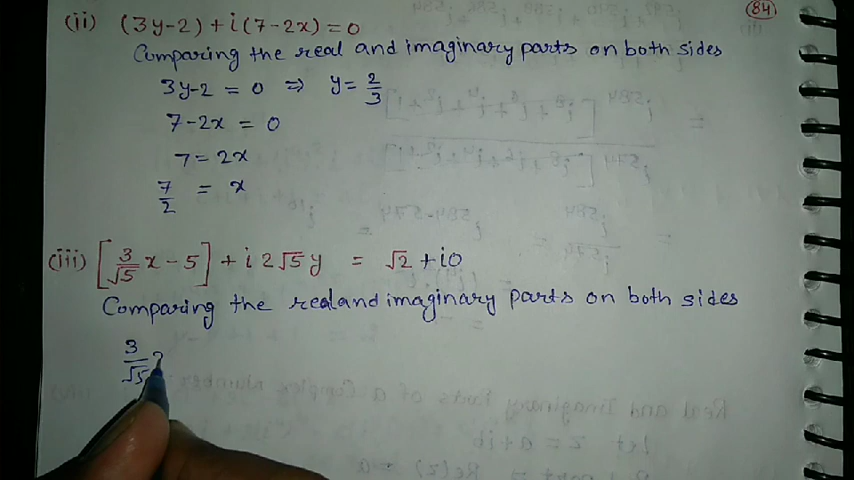 84
(ii) (3y-2) + i (7-2x) = 0
Comparing the real and imaginary parts on both sides
3y-2 = 0 ⇒ y = 2/3
7-2x = 0
7 = 2x
7/2 = x
(iii) [3/√5 x - 5] + i 2√5 y = √2 + i0
Comparing the real and imaginary parts on both sides
3/√5